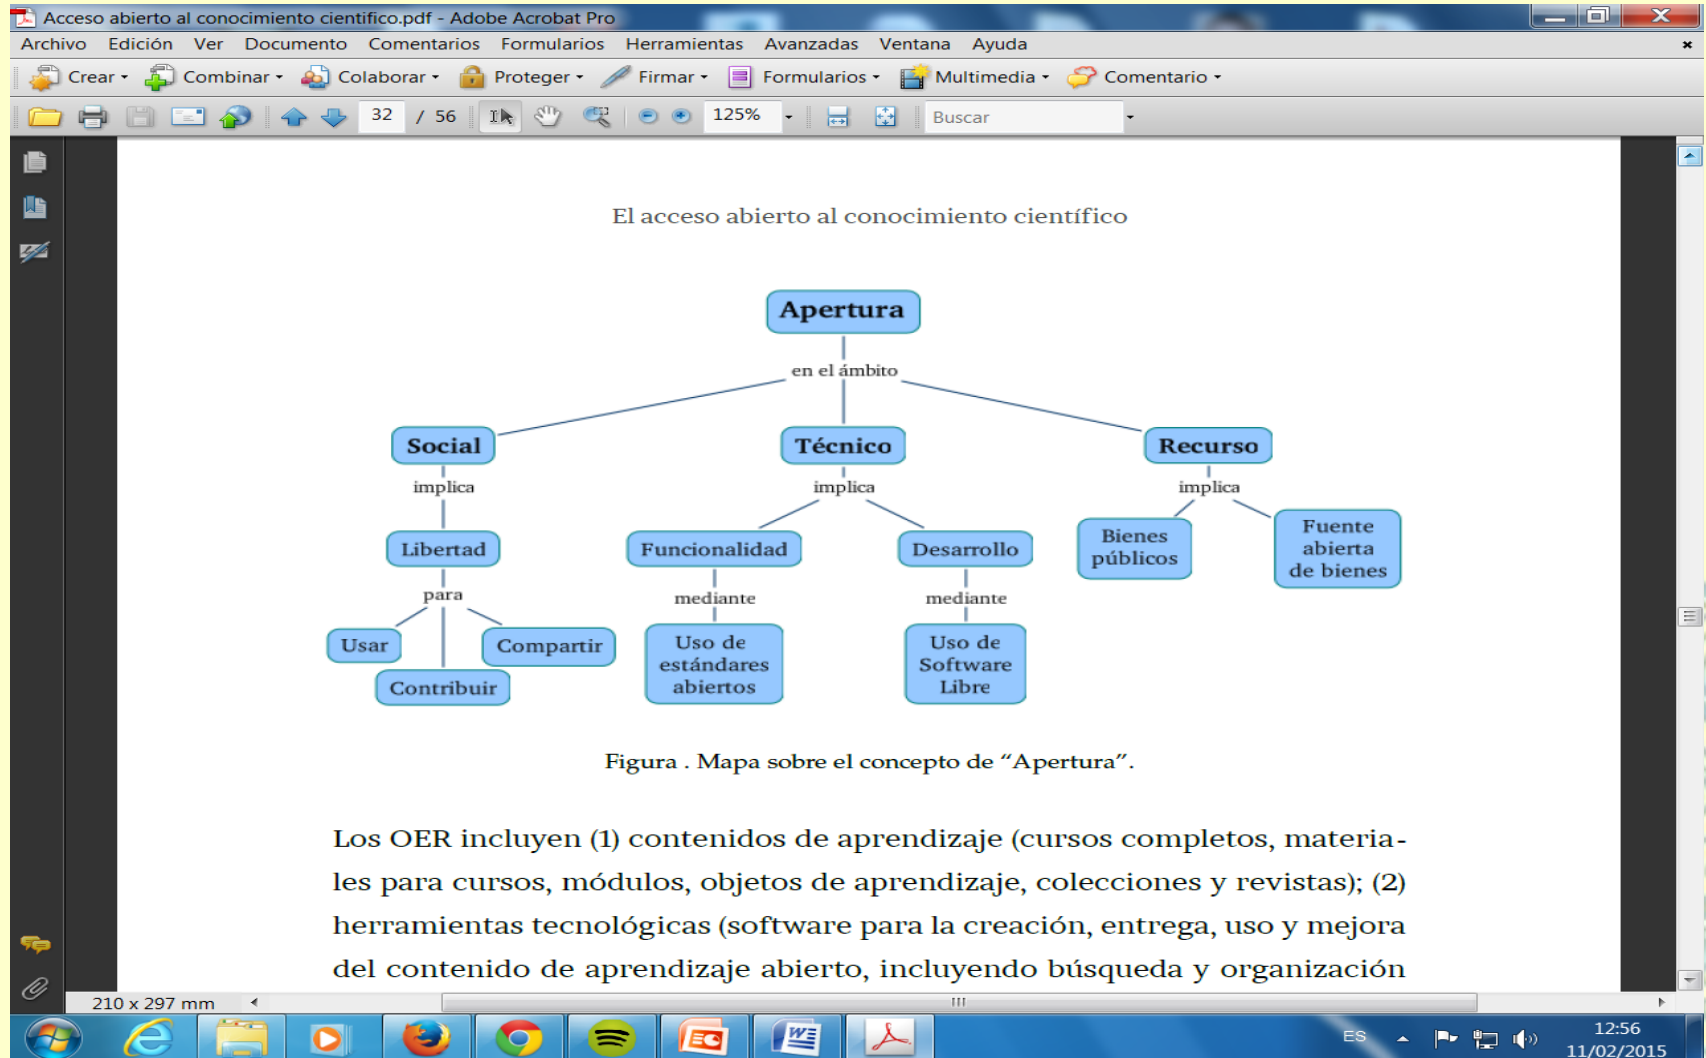 Acceso abierto al conocimiento cientifico.pdf - Adobe Acrobat Pro
Archivo Edición Ver Documento Comentarios Formularios Herramientas Avanzadas Ventana Ayuda
Crear Combinar Colaborar Proteger Firmar Formularios Multimedia Comentario
32 / 56 125% Buscar
El acceso abierto al conocimiento científico
Apertura
en el ámbito
Social Técnico Recurso
implica implica implica
Libertad Funcionalidad Desarrollo Bienes públicos Fuente abierta de bienes
para mediante mediante
Usar Contribuir Compartir Uso de estándares abiertos Uso de Software Libre
Figura . Mapa sobre el concepto de “Apertura”.
Los OER incluyen (1) contenidos de aprendizaje (cursos completos, materia-
les para cursos, módulos, objetos de aprendizaje, colecciones y revistas); (2)
herramientas tecnológicas (software para la creación, entrega, uso y mejora
del contenido de aprendizaje abierto, incluyendo búsqueda y organización
210 x 297 mm
ES 12:56
11/02/2015